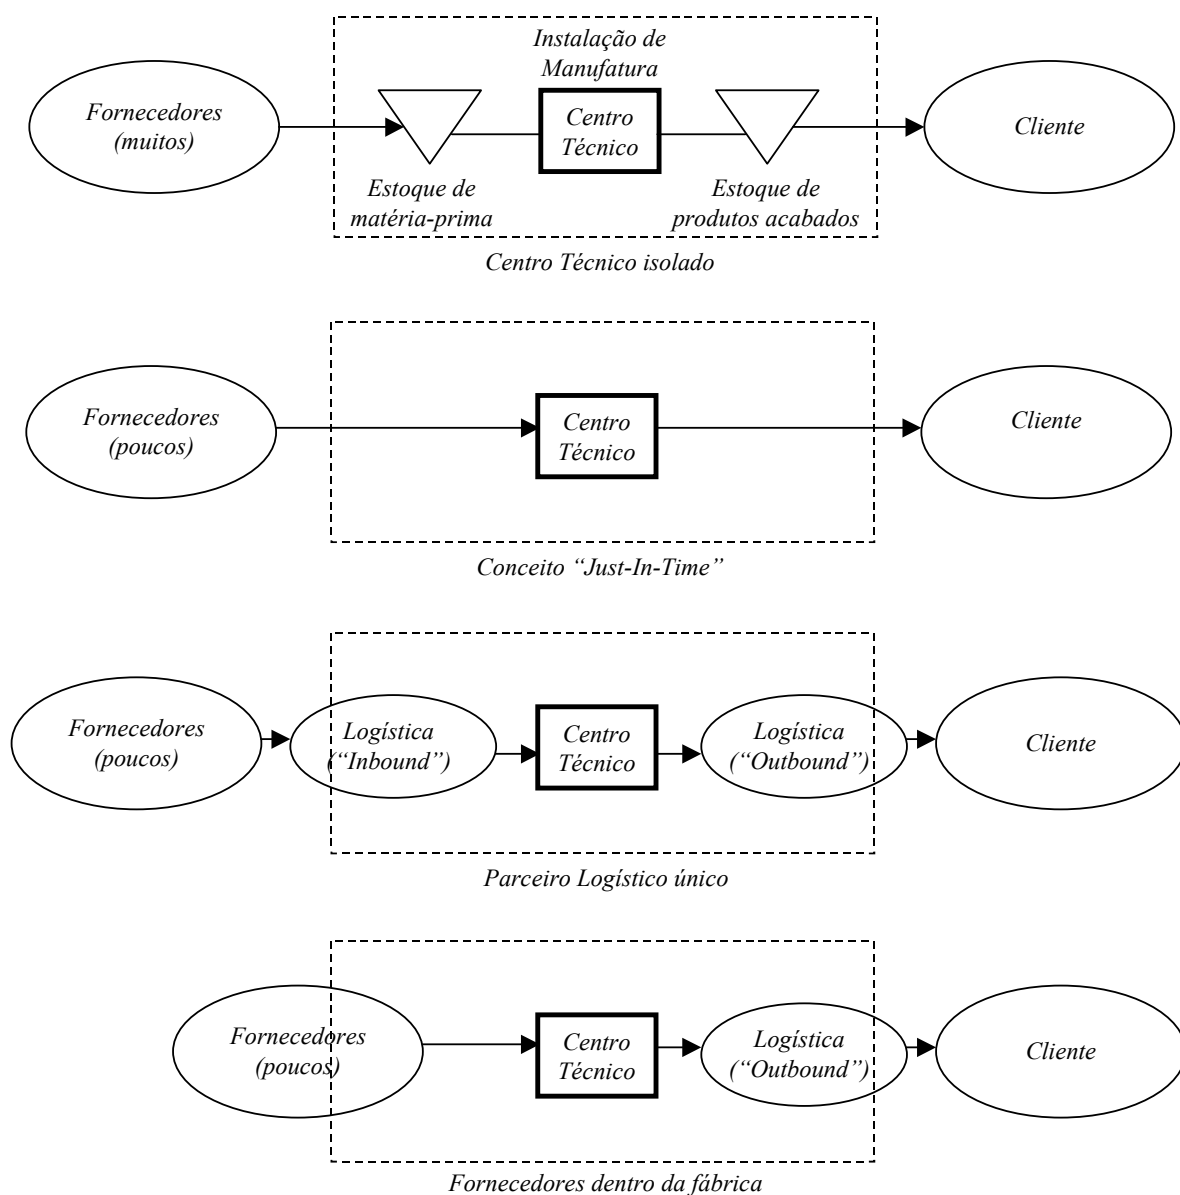 Instalação de
Manufatura
Fornecedores
(muitos)
Centro
Técnico
Cliente
Estoque de
matéria-prima
Estoque de
produtos acabados
Centro Técnico isolado
Fornecedores
(poucos)
Centro
Técnico
Cliente
Conceito “Just-In-Time”
Fornecedores
(poucos)
Logística
(“Inbound”)
Centro
Técnico
Logística
(“Outbound”)
Cliente
Parceiro Logístico único
Fornecedores
(poucos)
Centro
Técnico
Logística
(“Outbound”)
Cliente
Fornecedores dentro da fábrica